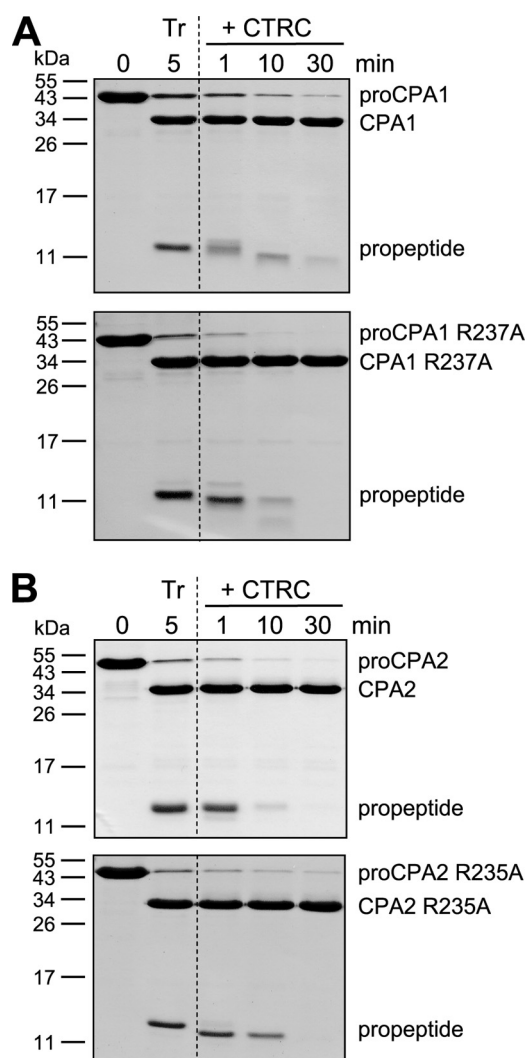 A
Tr + CTRC
kDa 0 5 1 10 30 min
55
43 proCPA1
34 CPA1
26
17
11 propeptide
55
43 proCPA1 R237A
34 CPA1 R237A
26
17
11 propeptide
B
Tr + CTRC
kDa 0 5 1 10 30 min
55 proCPA2
43
34 CPA2
26
17
propeptide
11
55
43 proCPA2 R235A
34 CPA2 R235A
26
17
11 propeptide